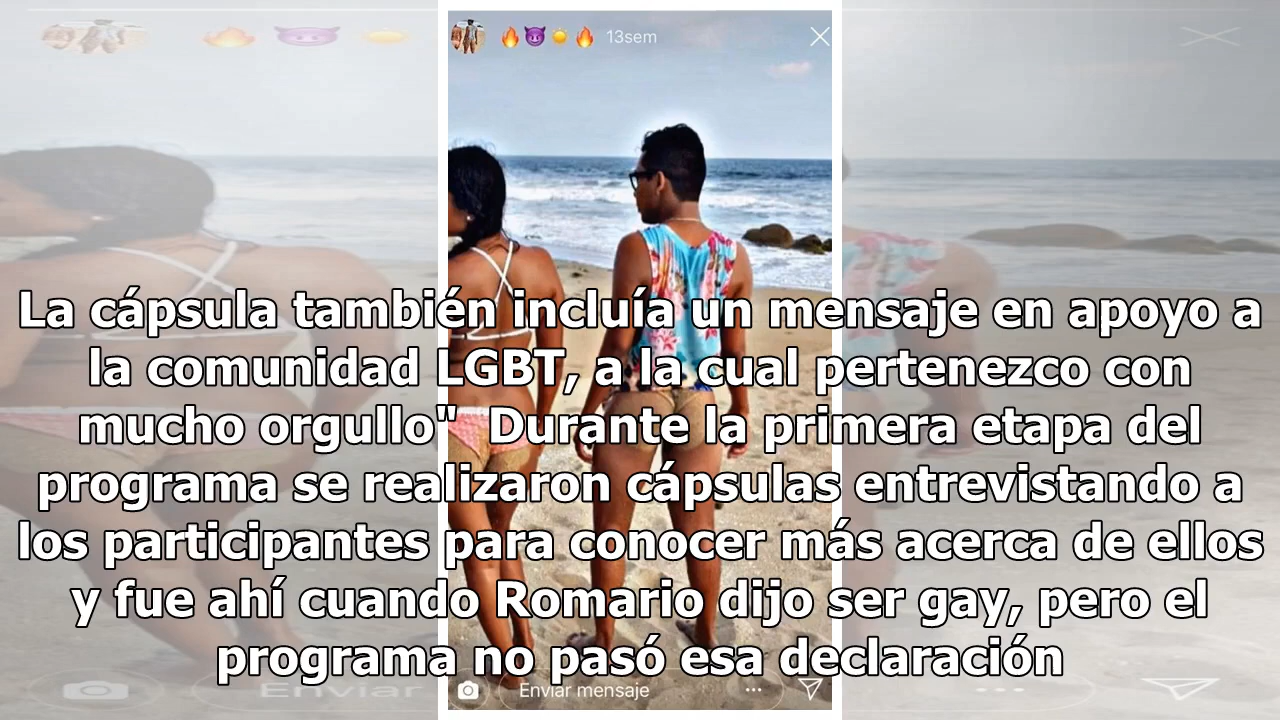 13sem
La cápsula también incluía un mensaje en apoyo a
la comunidad LGBT, a la cual pertenezco con
mucho orgullo" Durante la primera etapa del
programa se realizaron cápsulas entrevistando a
los participantes para conocer más acerca de ellos
y fue ahí cuando Romario dijo ser gay, pero el
programa no pasó esa declaración
Enviar
Enviar mensaje